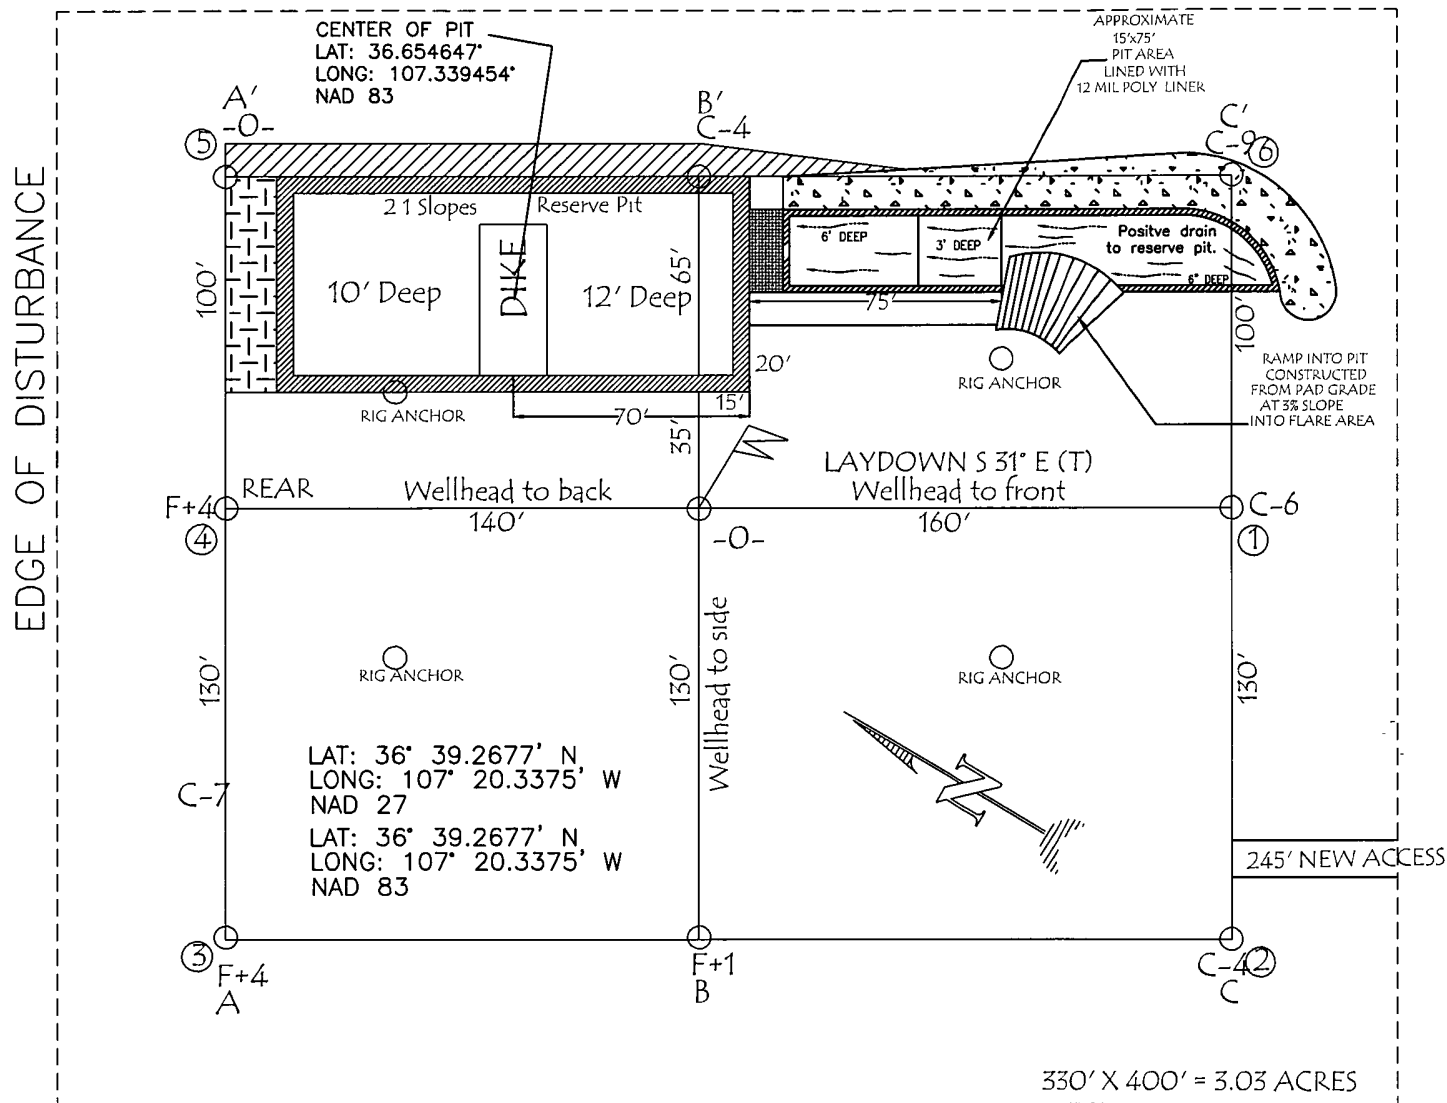 CENTER OF PIT
LAT: 36.654647°
LONG: 107.339454°
NAD 83
APPROXIMATE
15'x75'
PIT AREA
LINED WITH
12 MIL POLY LINER
A'
-0-
5
B'
C-4
C'
C-9
6
EDGE OF DISTURBANCE
2 1 Slopes
Reserve Pit
6' DEEP
3' DEEP
Positve drain
to reserve pit.
6" DEEP
100'
10' Deep
DIKE
12' Deep
65'
75'
100'
20'
RIG ANCHOR
RIG ANCHOR
RAMP INTO PIT
CONSTRUCTED
FROM PAD GRADE
AT 3% SLOPE
INTO FLARE AREA
15'
70'
35'
N
LAYDOWN S 31° E (T)
REAR
Wellhead to back
Wellhead to front
F+4
C-6
140'
-0-
160'
4
1
RIG ANCHOR
RIG ANCHOR
130'
130'
Wellhead to side
130'
LAT: 36° 39.2677' N
LONG: 107° 20.3375' W
NAD 27
C-7
N
LAT: 36° 39.2677' N
LONG: 107° 20.3375' W
NAD 83
245' NEW ACCESS
3
F+4
A
F+1
B
C-4
2
C
330' X 400' = 3.03 ACRES